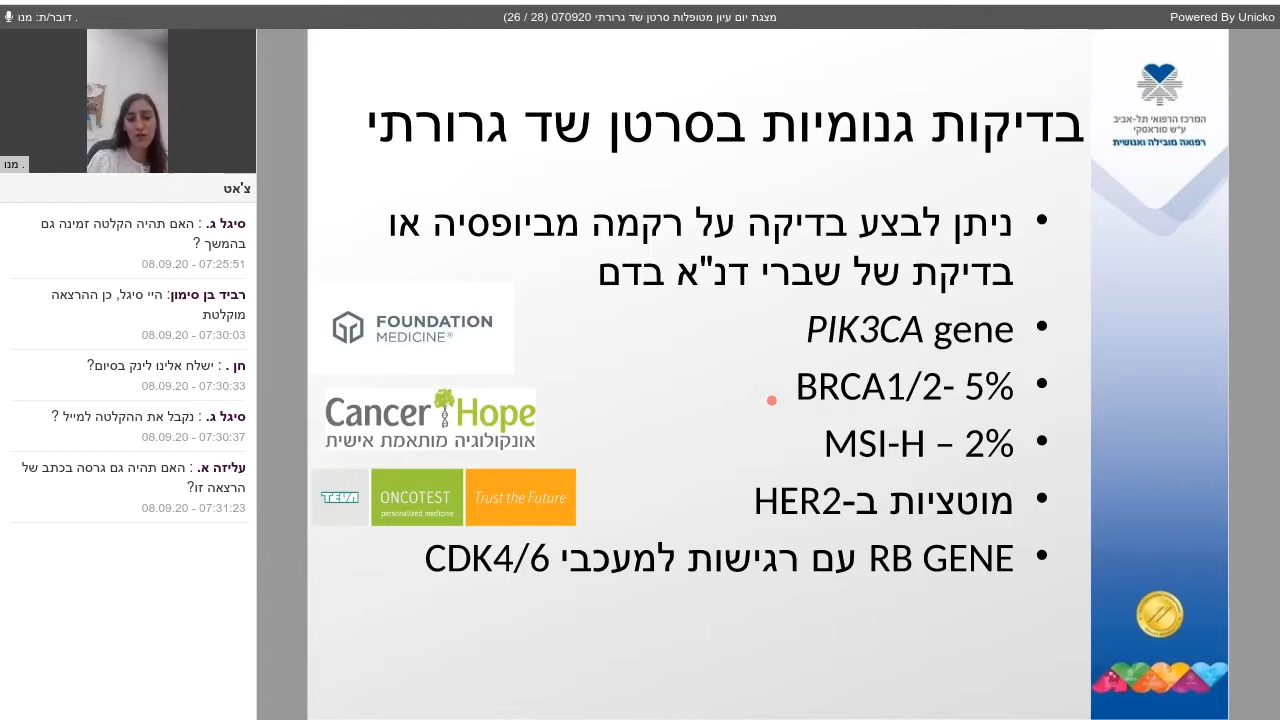 דובר/ת: מנו .
מצגת יום עיון מטופלות סרטן שד גרורתי 070920 (28 / 26)
Powered By Unicko
מנו .
צ'אט
סיגל ג. : האם תהיה הקלטה זמינה גם
בהמשך ?
08.09.20 - 07:25:51
רביד בן סימון: היי סיגל, כן ההרצאה
מוקלטת
08.09.20 - 07:30:03
חן . : ישלח אלינו לינק בסיום?
08.09.20 - 07:30:33
סיגל ג. : נקבל את ההקלטה למייל ?
08.09.20 - 07:30:37
עליזה א. : האם תהיה גם גרסה בכתב של
הרצאה זו?
08.09.20 - 07:31:23
המרכז הרפואי תל-אביב
ע"ש סוראסקי
רפואה מובילה ואנושית
בדיקות גנומיות בסרטן שד גרורתי
• ניתן לבצע בדיקה על רקמה מביופסיה או
בדיקת של שברי דנ"א בדם
• PIK3CA gene
• BRCA1/2- 5%
• MSI-H – 2%
• מוטציות ב-HER2
• RB GENE עם רגישות למעכבי CDK4/6
FOUNDATION
MEDICINE®
Cancer Hope
אונקולוגיה מותאמת אישית
TEVA
ONCOTEST
personalized medicine
Trust the Future